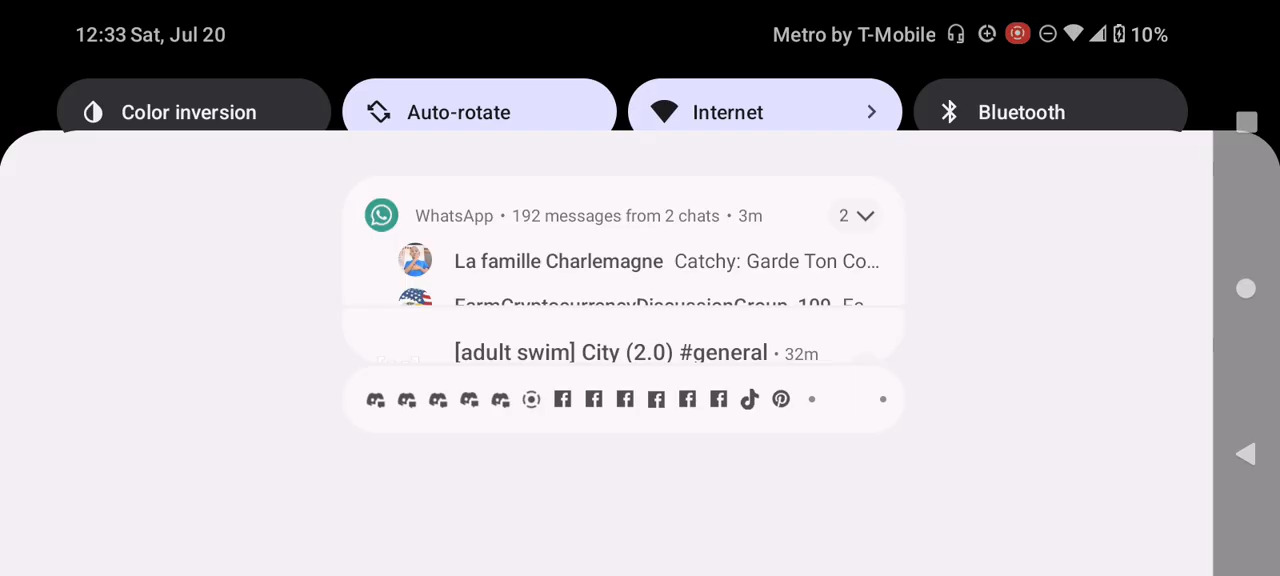 12:33 Sat, Jul 20
Metro by T-Mobile 10%
Color inversion
Auto-rotate
Internet
Bluetooth
WhatsApp • 192 messages from 2 chats • 3m
2
La famille Charlemagne Catchy: Garde Ton Co...
FarmCryptocurrencyDiscussionGroup
[adult swim] City (2.0) #general • 32m